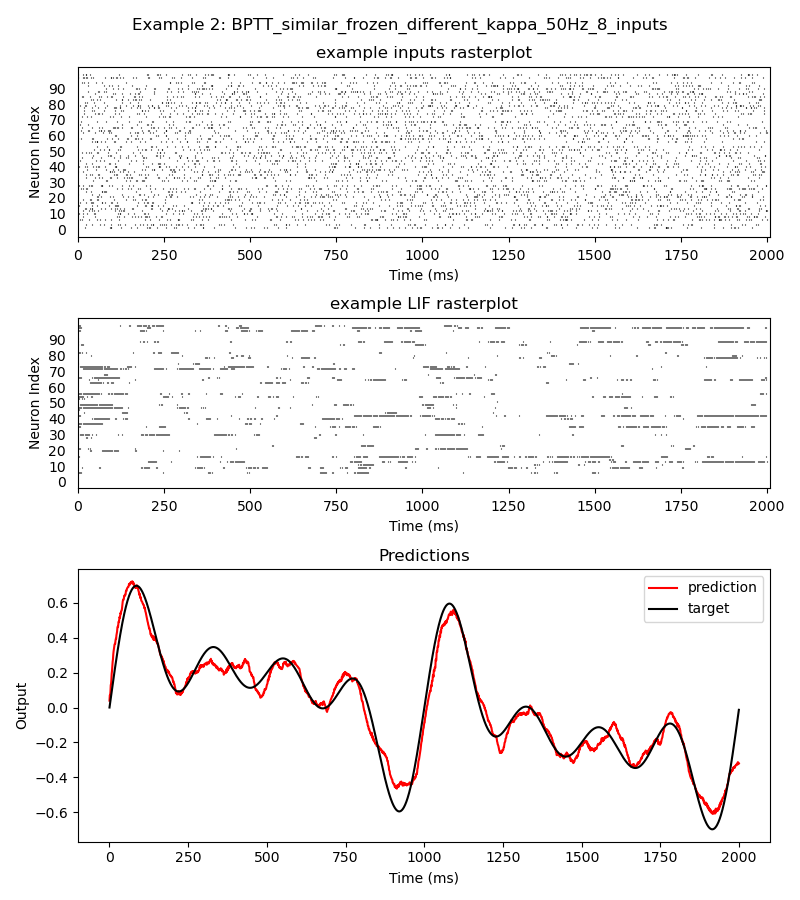 Example 2: BPTT_similar_frozen_different_kappa_50Hz_8_inputs
example inputs rasterplot
Neuron Index
90
80
70
60
50
40
30
20
10
0
0 250 500 750 1000 1250 1500 1750 2000
Time (ms)
example LIF rasterplot
Neuron Index
90
80
70
60
50
40
30
20
10
0
0 250 500 750 1000 1250 1500 1750 2000
Time (ms)
Predictions
prediction
target
Output
0.6
0.4
0.2
0.0
−0.2
−0.4
−0.6
0 250 500 750 1000 1250 1500 1750 2000
Time (ms)